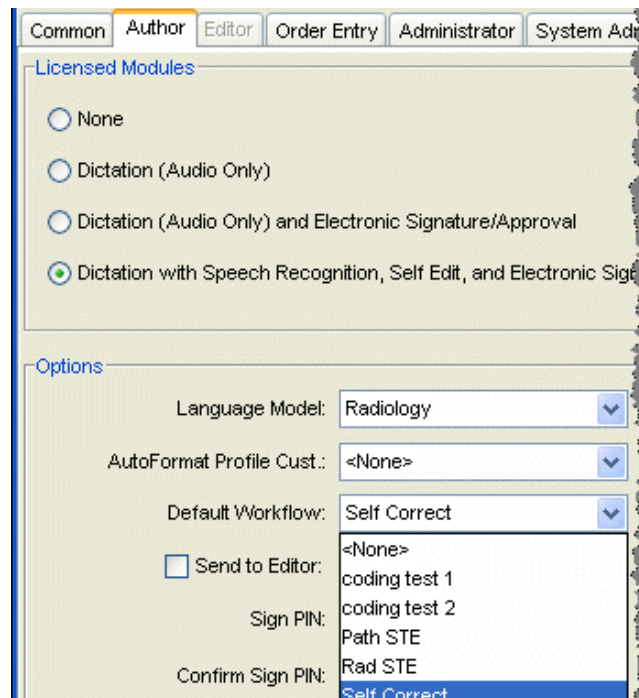 Common Author Editor Order Entry Administrator System
Licensed Modules
None
Dictation (Audio Only)
Dictation (Audio Only) and Electronic Signature/Approval
Dictation with Speech Recognition, Self Edit, and Electronic
Options
Language Model: Radiology
AutoFormat Profile Cust.: <None>
Default Workflow: Self Correct
<None>
Send to Editor:
coding test 1
coding test 2
Sign PIN:
Path STE
Rad STE
Confirm Sign PIN:
Self Correct